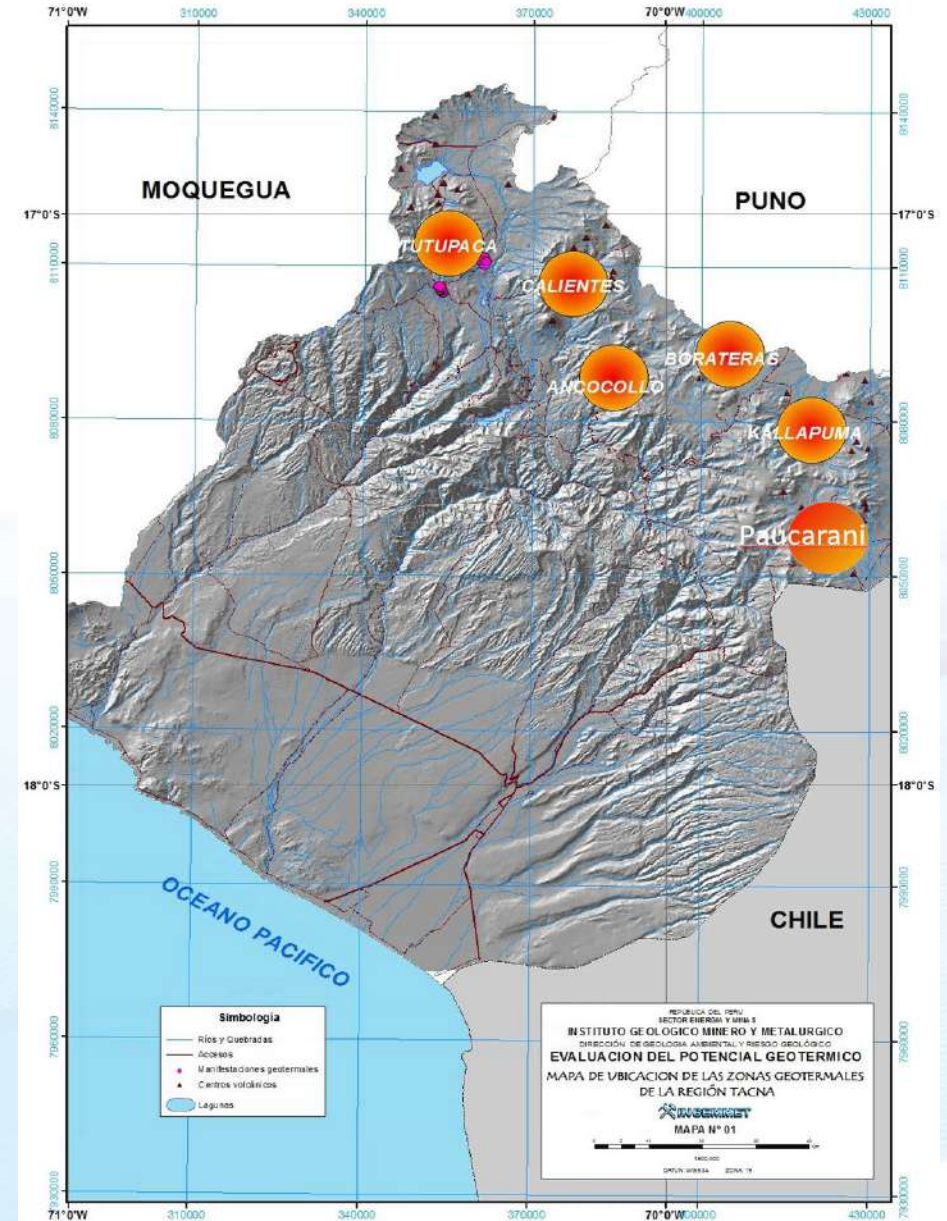 71°0'W 310000 340000 370000 70°0'W 400000 430000
8140000 8140000
MOQUEGUA PUNO
17°0'S 17°0'S
TUTUPACA
8110000 8110000
CALIENTES
BORATERAS
ANCOCOLLO
8080000 8080000
KALLAPUMA
Paucarani
8050000 8050000
8020000 8020000
18°0'S 18°0'S
7990000 7990000
OCEANO PACIFICO
CHILE
Simbología
Ríos y Quebradas
Accesos
Manifestaciones geotermales
Centros volcánicos
Lagunas
REPUBLICA DEL PERU
SECTOR ENERGIA Y MINAS
INSTITUTO GEOLOGICO MINERO Y METALURGICO
DIRECCIÓN DE GEOLOGIA AMBIENTAL Y RIESGO GEOLÓGICO
EVALUACION DEL POTENCIAL GEOTERMICO
MAPA DE UBICACION DE LAS ZONAS GEOTERMALES
DE LA REGIÓN TACNA
INGEMMET
MAPA N° 01
7960000 7960000
7930000 7930000
71°0'W 310000 340000 370000 70°0'W 400000 430000